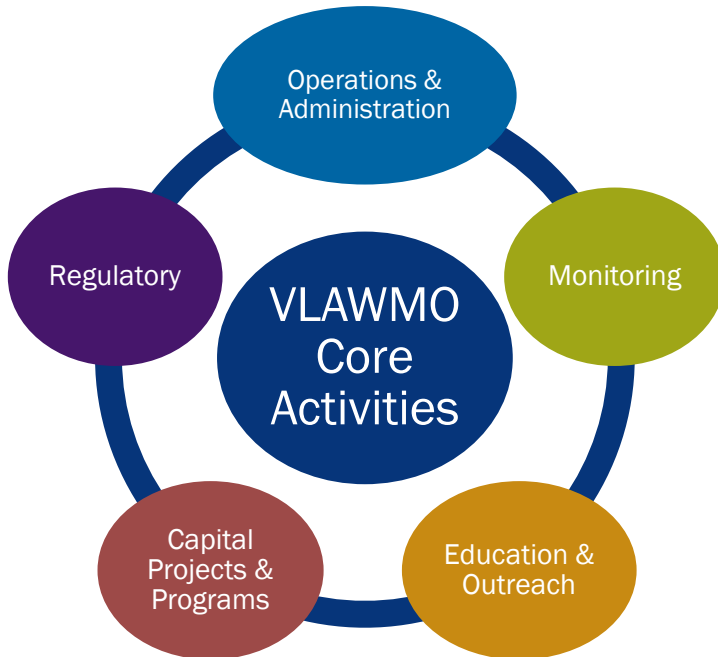 Operations &
Administration
Regulatory
Monitoring
VLAWMO
Core
Activities
Capital
Projects &
Programs
Education &
Outreach